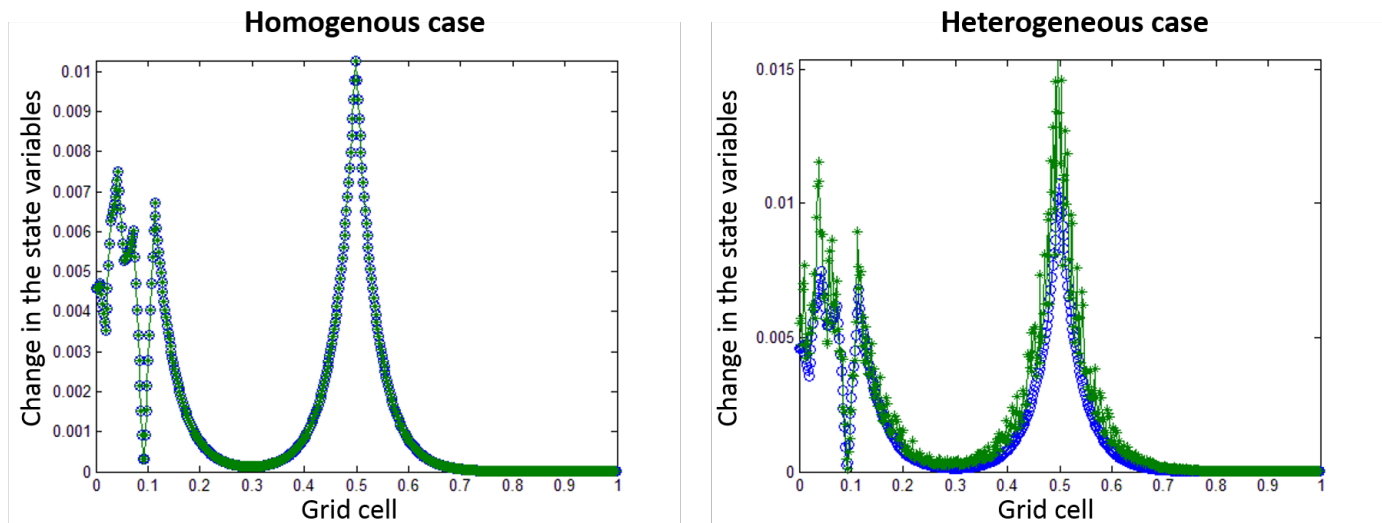 Homogenous case
Change in the state variables
0.01
0.009
0.008
0.007
0.006
0.005
0.004
0.003
0.002
0.001
0
0 0.1 0.2 0.3 0.4 0.5 0.6 0.7 0.8 0.9 1
Grid cell
Heterogeneous case
Change in the state variables
0.015
0.01
0.005
0
0 0.1 0.2 0.3 0.4 0.5 0.6 0.7 0.8 0.9 1
Grid cell